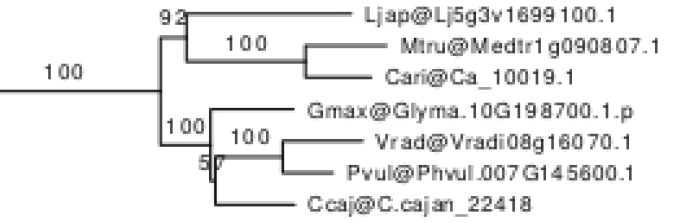 92
Ljap@Lj5g3v1699100.1
100
Mtru@Medtr1g090807.1
100
Cari@Ca_10019.1
Gmax@Glyma.10G198700.1.p
100
100
Vrad@Vradi08g16070.1
57
Pvul@Phvul.007G145600.1
Ccaj@C.cajan_22418